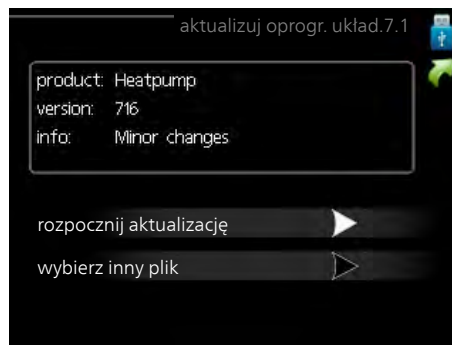 aktualizuj oprogr. układ.7.1
product: Heatpump
version: 716
info: Minor changes
rozpocznij aktualizację
wybierz inny plik